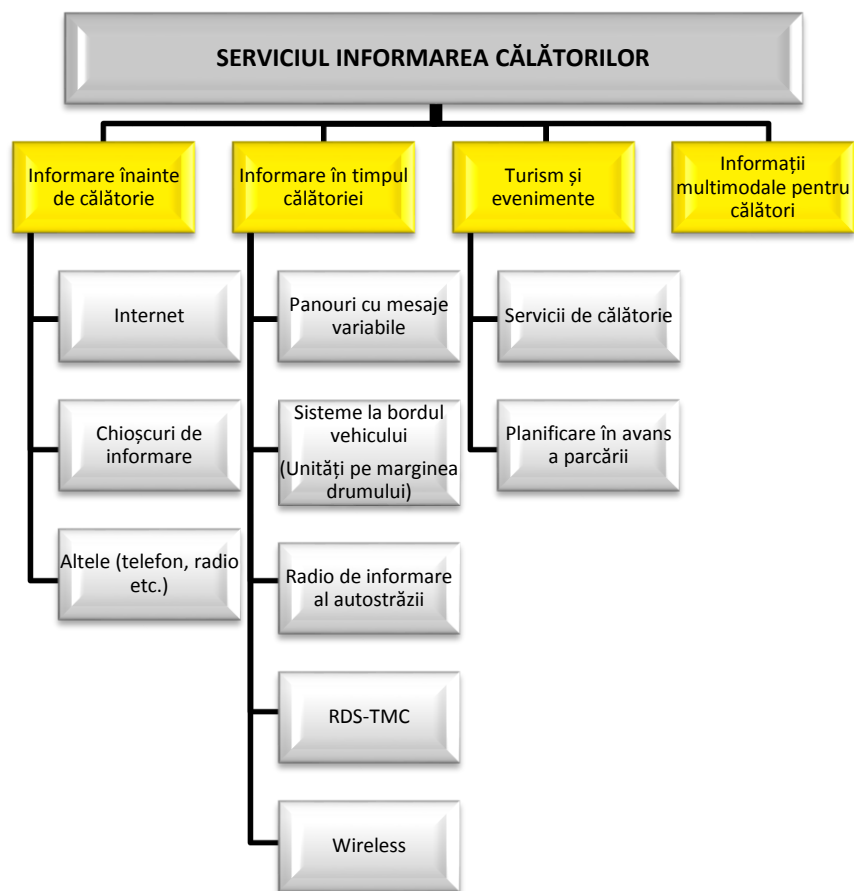 SERVICIUL INFORMAREA CĂLĂTORILOR
Informare înainte
de călătorie
Internet
Chioșcuri de
informare
Altele (telefon, radio
etc.)
Informare în timpul
călătoriei
Panouri cu mesaje
variabile
Sisteme la bordul
vehicului
(Unități pe marginea
drumului)
Radio de informare
al autostrăzii
RDS-TMC
Wireless
Turism și
evenimente
Servicii de călătorie
Planificare în avans
a parcării
Informații
multimodale pentru
călători